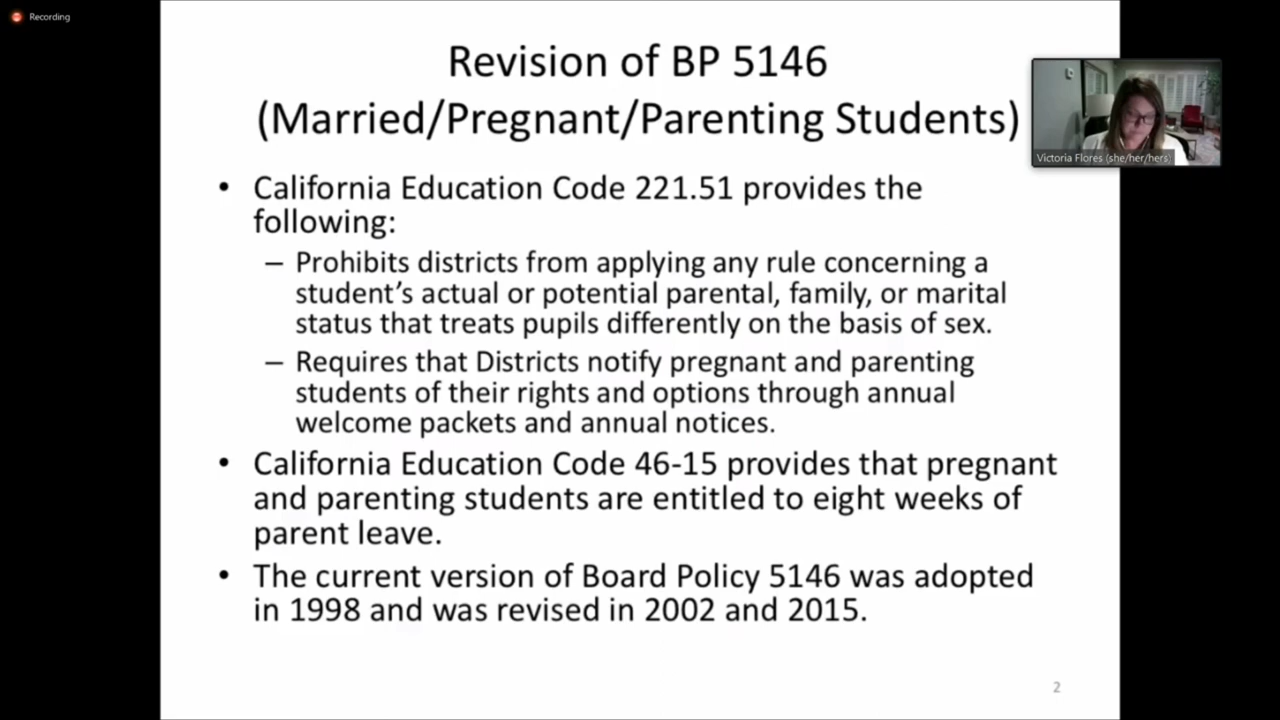 Recording
Revision of BP 5146
(Married/Pregnant/Parenting Students)
Victoria Flores (she/her/hers)
• California Education Code 221.51 provides the
following:
– Prohibits districts from applying any rule concerning a
student’s actual or potential parental, family, or marital
status that treats pupils differently on the basis of sex.
– Requires that Districts notify pregnant and parenting
students of their rights and options through annual
welcome packets and annual notices.
• California Education Code 46-15 provides that pregnant
and parenting students are entitled to eight weeks of
parent leave.
• The current version of Board Policy 5146 was adopted
in 1998 and was revised in 2002 and 2015.
2